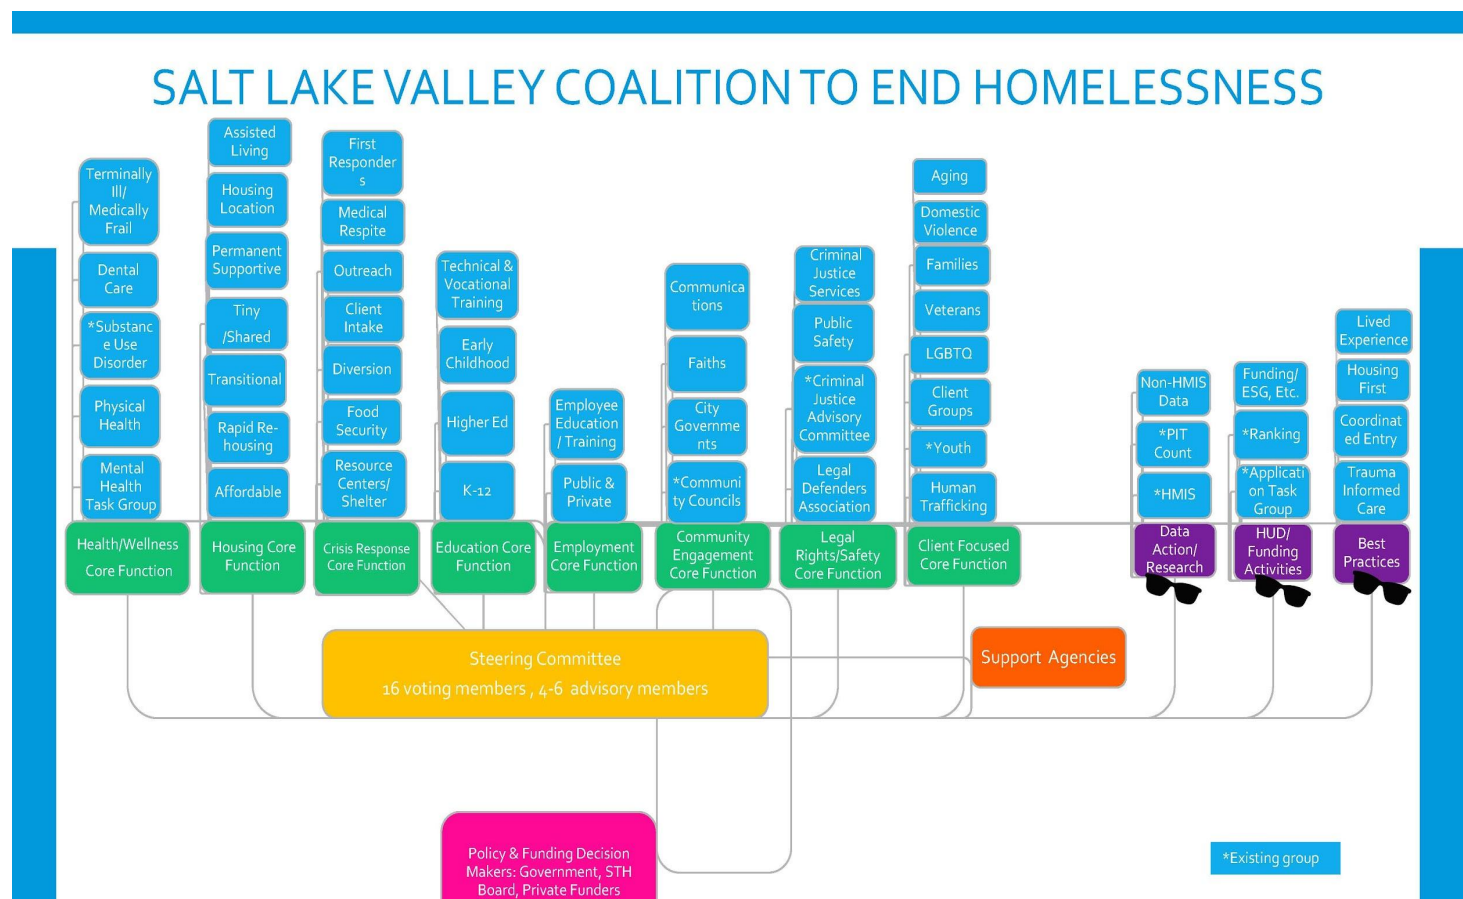 SALT LAKE VALLEY COALITION TO END HOMELESSNESS
Terminally
Ill/
Medically
Frail
Dental
Care
*Substanc
e Use
Disorder
Physical
Health
Mental
Health
Task Group
Health/Wellness
Core Function
Assisted
Living
Housing
Location
Permanent
Supportive
Tiny
/Shared
Transitional
Rapid Re-
housing
Affordable
Housing Core
Function
First
Responder
s
Medical
Respite
Outreach
Client
Intake
Diversion
Food
Security
Resource
Centers/
Shelter
Crisis Response
Core Function
Technical &
Vocational
Training
Early
Childhood
Higher Ed
K-12
Education Core
Function
Employee
Education
/ Training
Public &
Private
Employment
Core Function
Communica
tions
Faiths
City
Governme
nts
*Communi
ty Councils
Community
Engagement
Core Function
Criminal
Justice
Services
Public
Safety
*Criminal
Justice
Advisory
Committee
Legal
Defenders
Association
Legal
Rights/Safety
Core Function
Aging
Domestic
Violence
Families
Veterans
LGBTQ
Client
Groups
*Youth
Human
Trafficking
Client Focused
Core Function
Non-HMIS
Data
*PIT
Count
*HMIS
Data
Action/
Research
Funding/
ESG, Etc.
*Ranking
*Applicati
on Task
Group
HUD/
Funding
Activities
Lived
Experience
Housing
First
Coordinat
ed Entry
Trauma
Informed
Care
Best
Practices
Steering Committee
16 voting members , 4-6 advisory members
Support Agencies
Policy & Funding Decision
Makers: Government, STH
Board, Private Funders
*Existing group